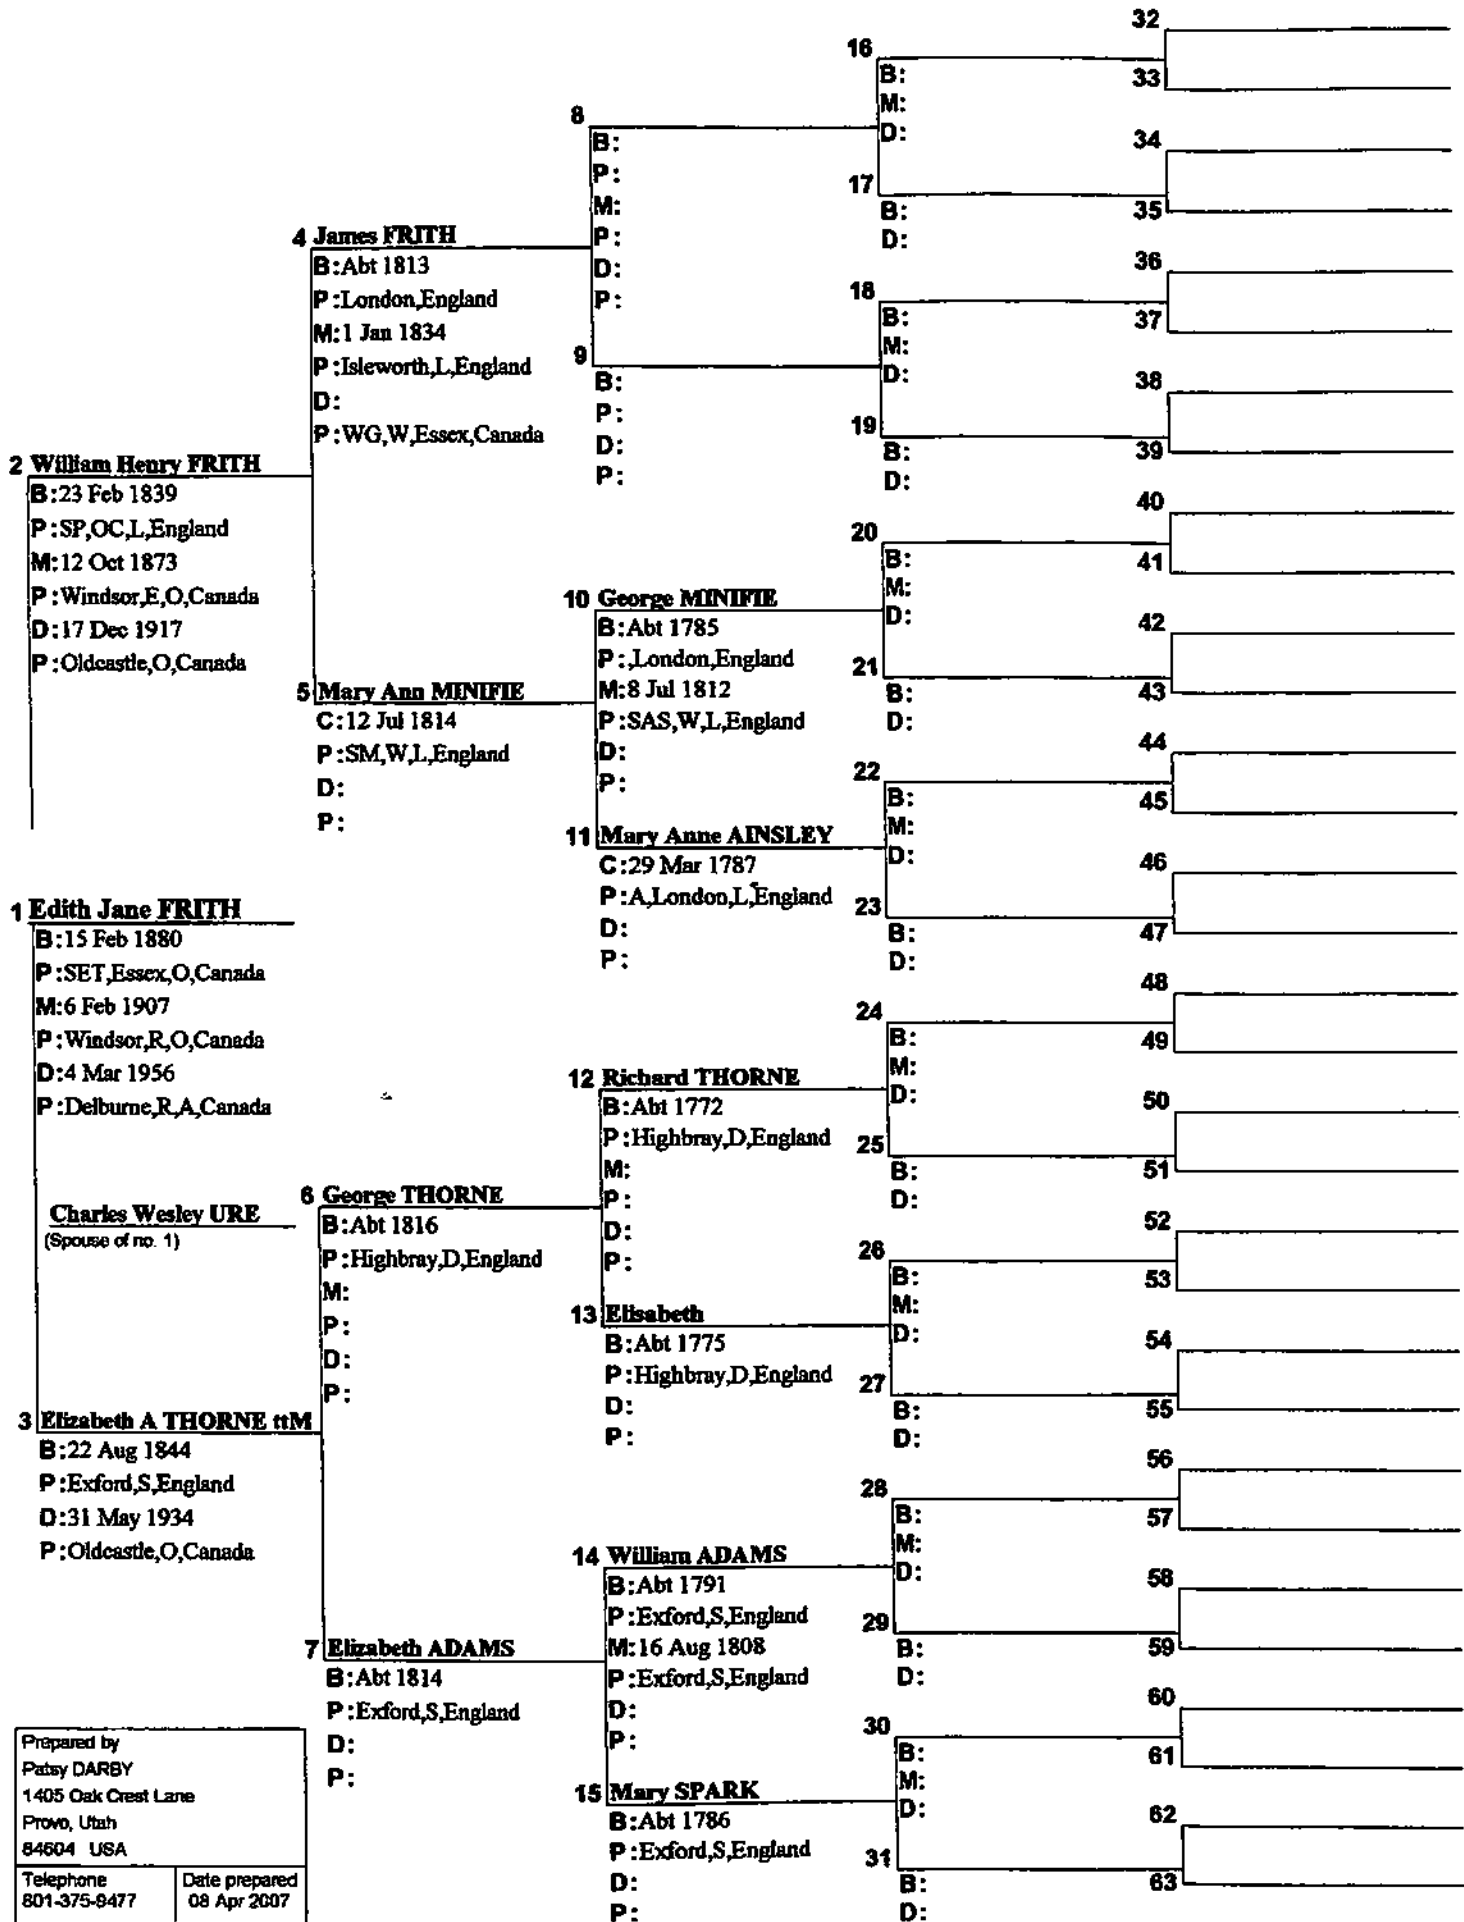 1 Edith Jane FRITH
B:15 Feb 1880
P:SET,Essex,O,Canada
M:6 Feb 1907
P:Windsor,R,O,Canada
D:4 Mar 1956
P:Delburne,R,A,Canada
Charles Wesley URE
(Spouse of no. 1)
2 William Henry FRITH
B:23 Feb 1839
P:SP,OC,L,England
M:12 Oct 1873
P:Windsor,E,O,Canada
D:17 Dec 1917
P:Oldcastle,O,Canada
3 Elizabeth A THORNE ttM
B:22 Aug 1844
P:Exford,S,England
D:31 May 1934
P:Oldcastle,O,Canada
4 James FRITH
B:Abt 1813
P:London,England
M:1 Jan 1834
P:Isleworth,L,England
D:
P:WG,W,Essex,Canada
5 Mary Ann MINIFIE
C:12 Jul 1814
P:SM,W,L,England
D:
P:
6 George THORNE
B:Abt 1816
P:Highbray,D,England
M:
P:
D:
P:
7 Elizabeth ADAMS
B:Abt 1814
P:Exford,S,England
D:
P:
8
B:
P:
M:
P:
D:
P:
9
B:
P:
D:
P:
10 George MINIFIE
B:Abt 1785
P:,London,England
M:8 Jul 1812
P:SAS,W,L,England
D:
P:
11 Mary Anne AINSLEY
C:29 Mar 1787
P:A,London,L,England
D:
P:
12 Richard THORNE
B:Abt 1772
P:Highbray,D,England
M:
P:
D:
P:
13 Elisabeth
B:Abt 1775
P:Highbray,D,England
D:
P:
14 William ADAMS
B:Abt 1791
P:Exford,S,England
M:16 Aug 1808
P:Exford,S,England
D:
P:
15 Mary SPARK
B:Abt 1786
P:Exford,S,England
D:
P:
16
B:
M:
D:
17
B:
D:
18
B:
M:
D:
19
B:
D:
20
B:
M:
D:
21
B:
D:
22
B:
M:
D:
23
B:
D:
24
B:
M:
D:
25
B:
D:
26
B:
M:
D:
27
B:
D:
28
B:
M:
D:
29
B:
D:
30
B:
M:
D:
31
B:
D:
32
33
34
35
36
37
38
39
40
41
42
43
44
45
46
47
48
49
50
51
52
53
54
55
56
57
58
59
60
61
62
63
Prepared by
Patsy DARBY
1405 Oak Crest Lane
Provo, Utah
84604 USA
Telephone
801-375-9477
Date prepared
08 Apr 2007